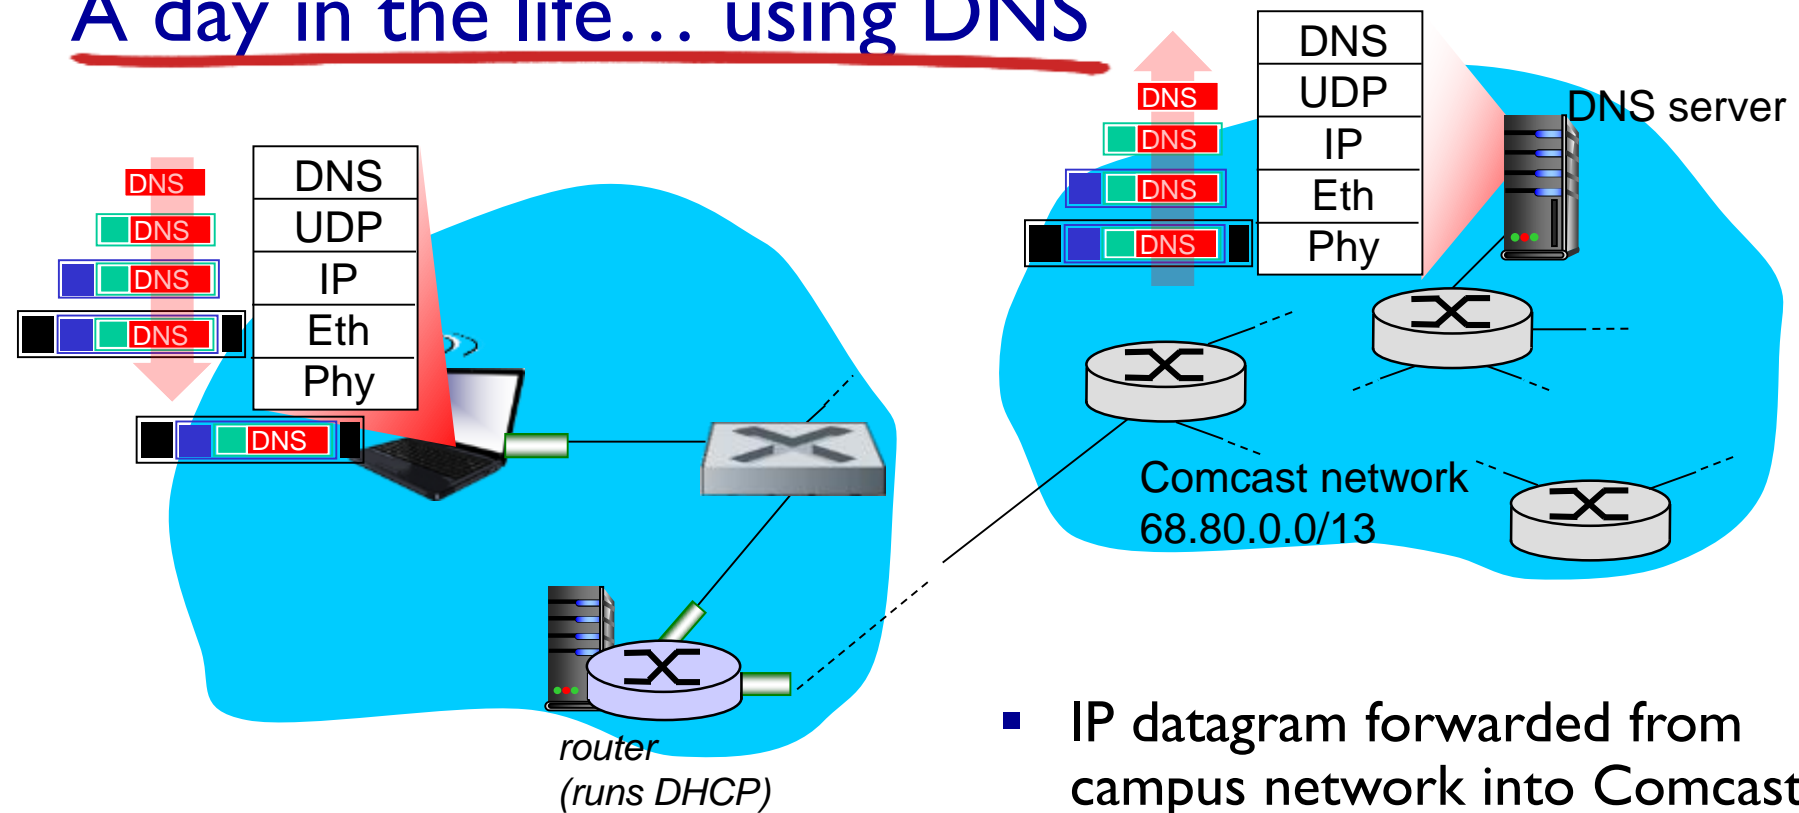 A day in the life… using DNS
DNS
UDP
IP
Eth
Phy
DNS
DNS
DNS
DNS
DNS server
DNS
UDP
IP
Eth
Phy
DNS
DNS
DNS
DNS
DNS
Comcast network
68.80.0.0/13
router
(runs DHCP)
▪ IP datagram forwarded from
campus network into Comcast